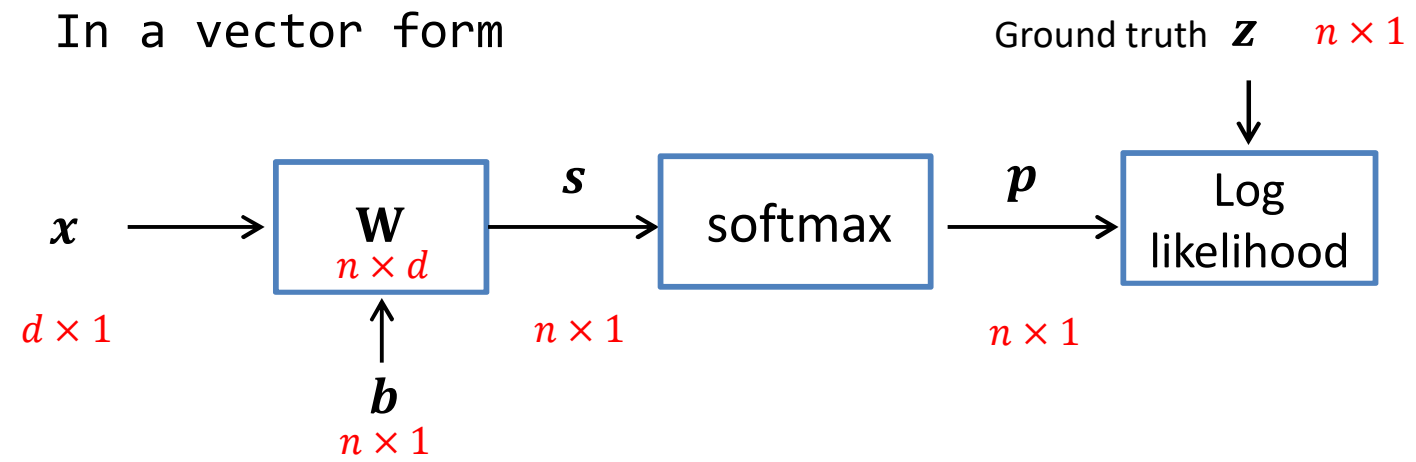 In a vector form
Ground truth z n × 1
x
d × 1
W
n × d
b
n × 1
s
n × 1
softmax
p
n × 1
Log
likelihood